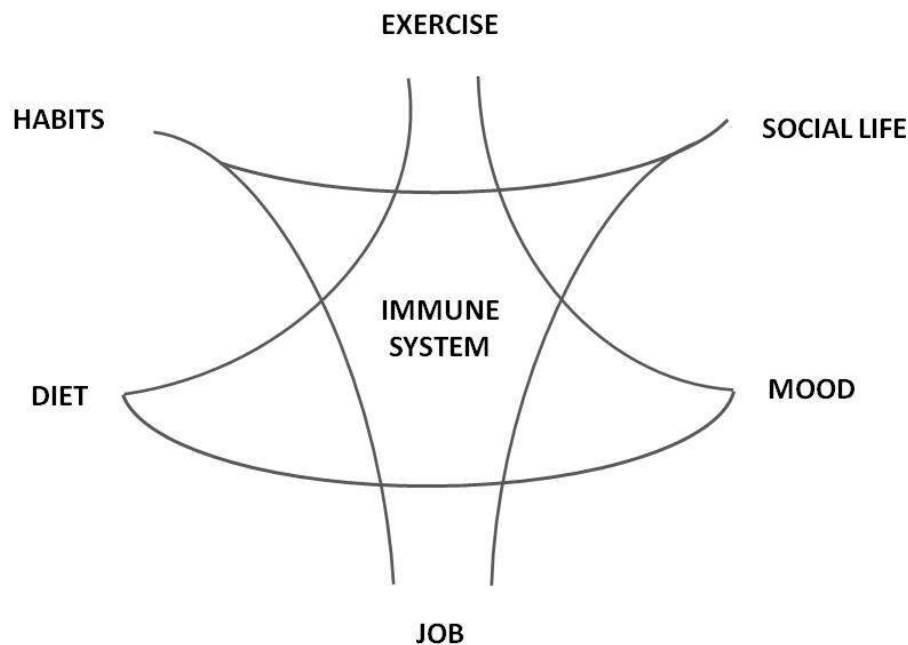 EXERCISE
HABITS
SOCIAL LIFE
IMMUNE
SYSTEM
DIET
MOOD
JOB